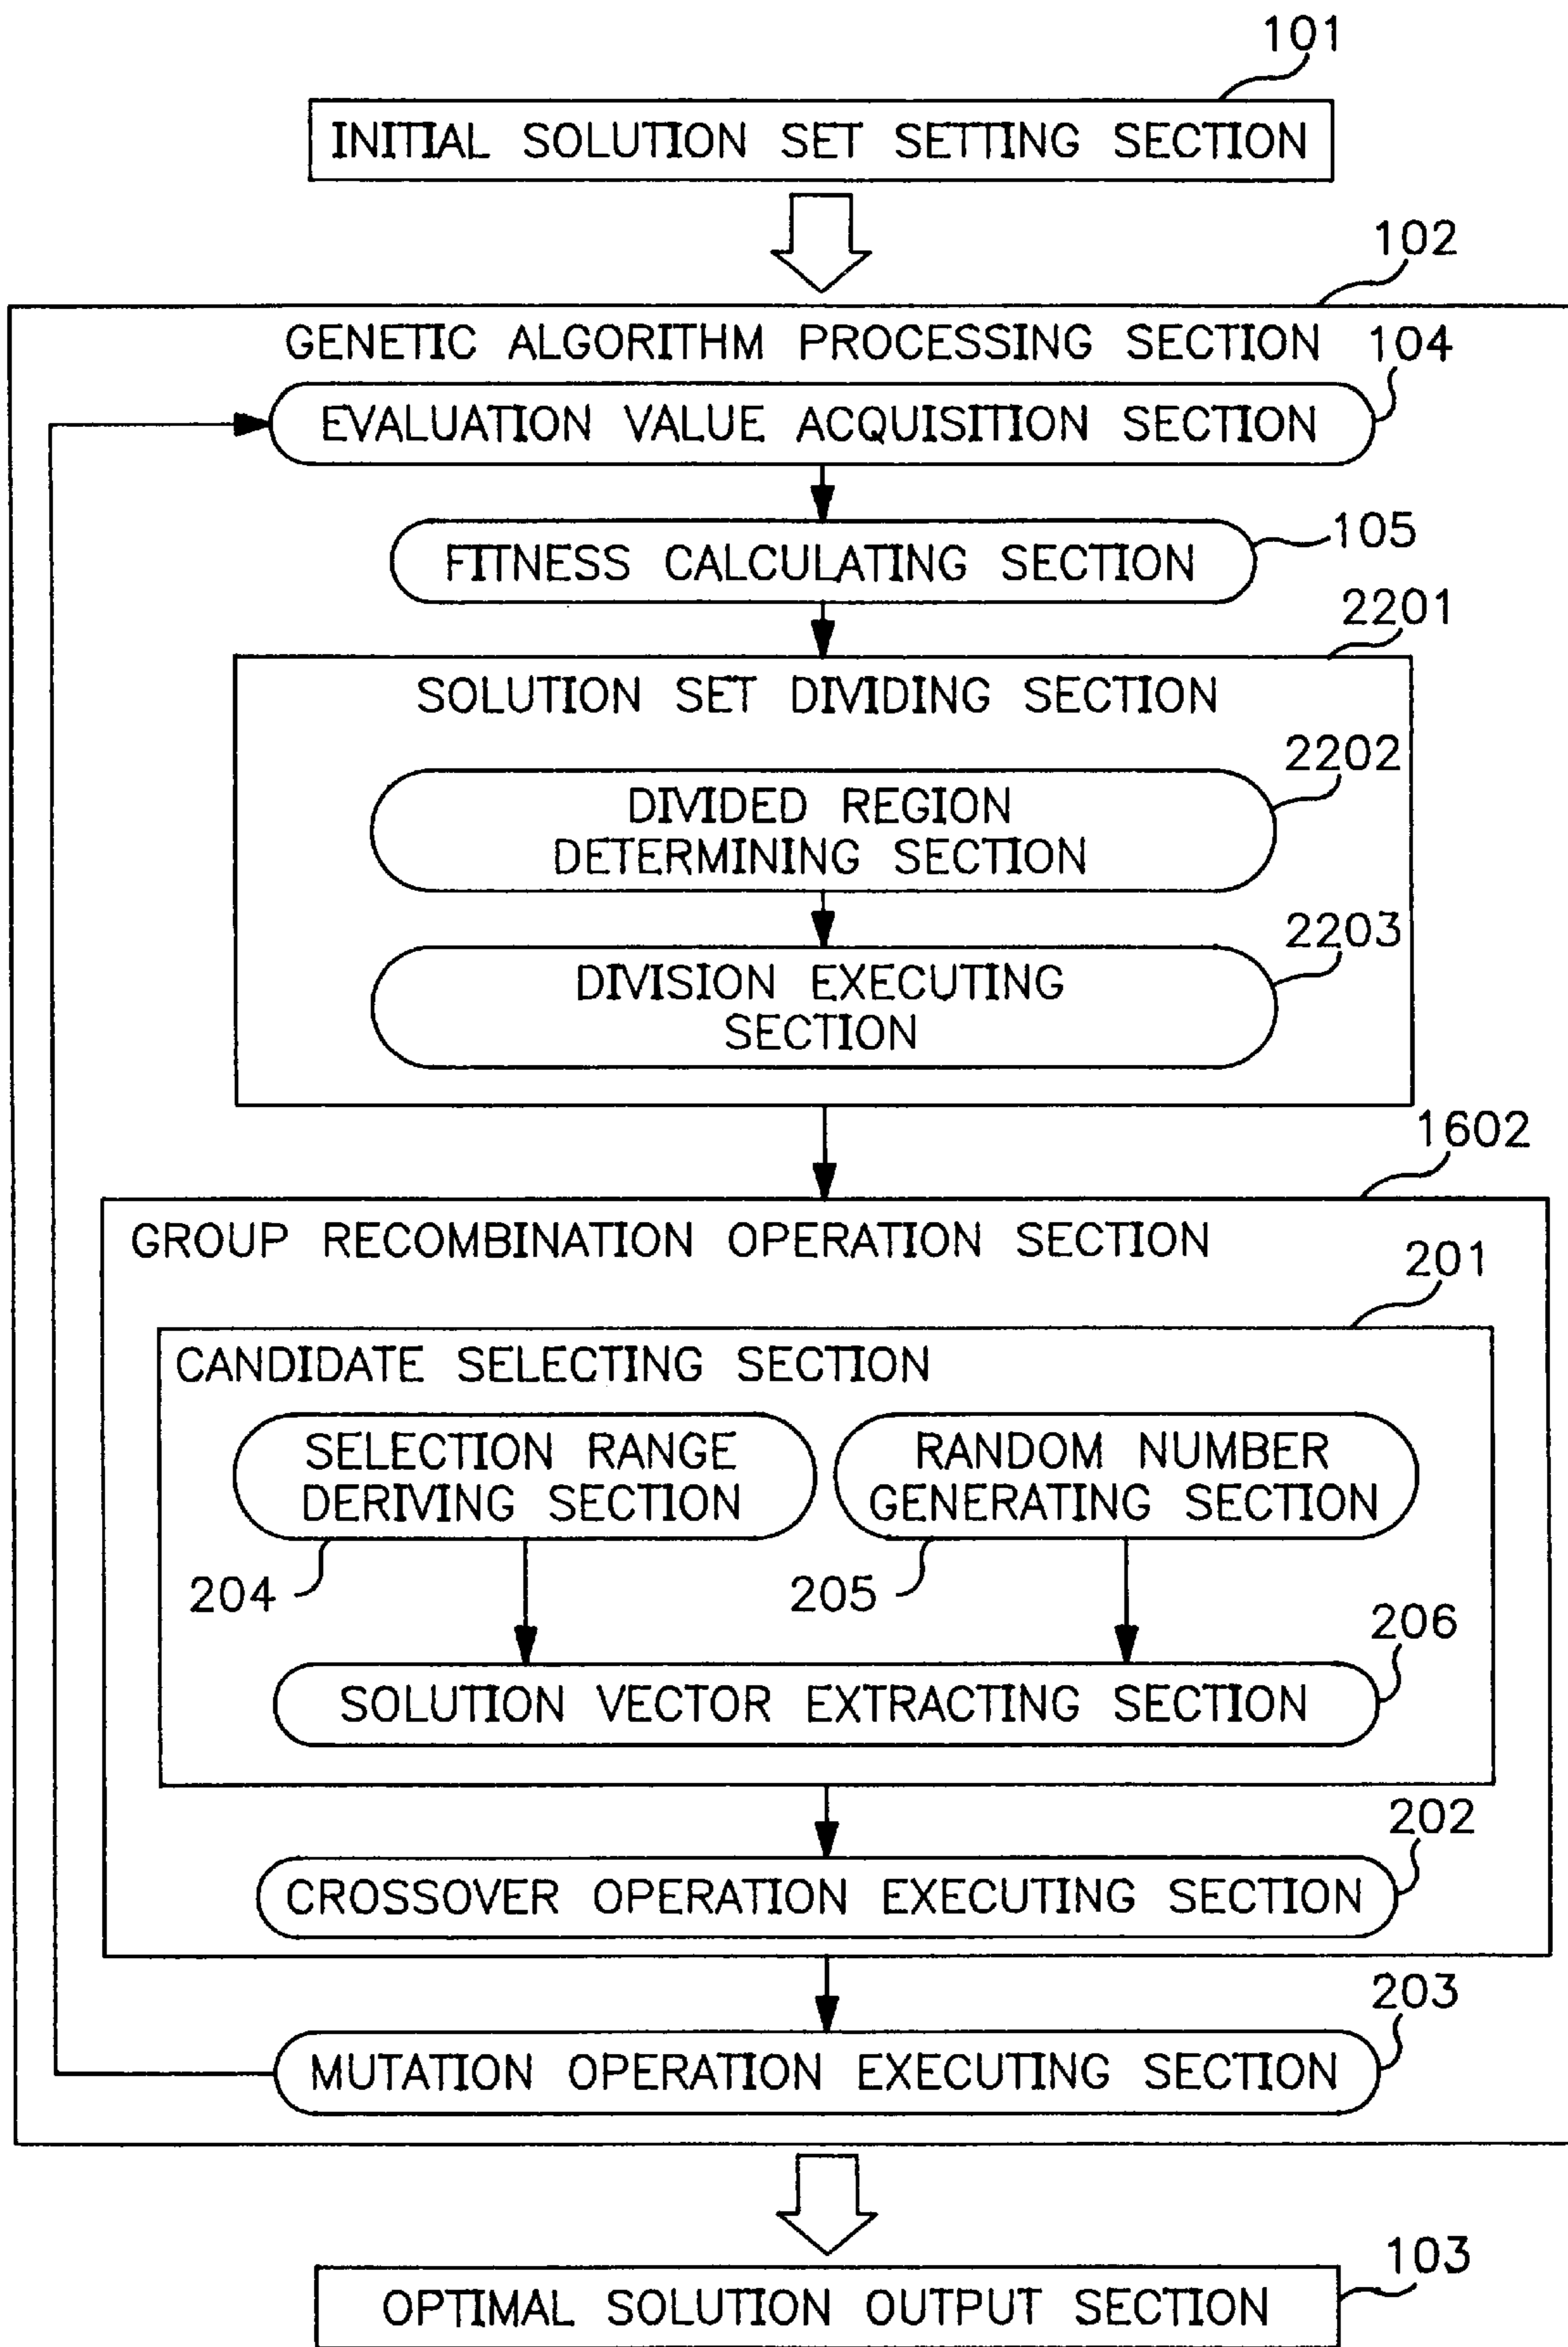 101
INITIAL SOLUTION SET SETTING SECTION
102
GENETIC ALGORITHM PROCESSING SECTION
104
EVALUATION VALUE ACQUISITION SECTION
FITNESS CALCULATING SECTION
105
2201
SOLUTION SET DIVIDING SECTION
2202
DIVIDED REGION
DETERMINING SECTION
2203
DIVISION EXECUTING
SECTION
1602
GROUP RECOMBINATION OPERATION SECTION
201
CANDIDATE SELECTING SECTION
SELECTION RANGE
DERIVING SECTION
RANDOM NUMBER
GENERATING SECTION
204
205
206
SOLUTION VECTOR EXTRACTING SECTION
202
CROSSOVER OPERATION EXECUTING SECTION
203
MUTATION OPERATION EXECUTING SECTION
103
OPTIMAL SOLUTION OUTPUT SECTION